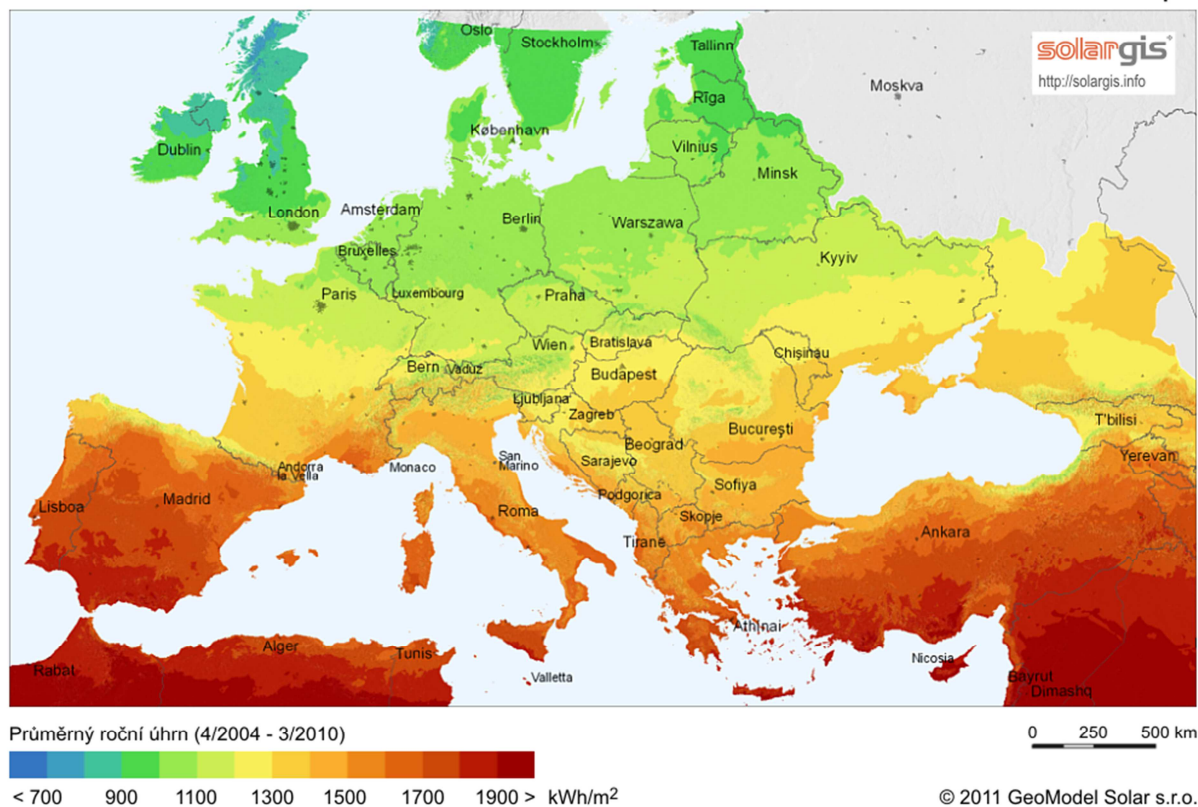 Oslo
Stockholm
Tallinn
Rīga
Moskva
solargis
http://solargis.info
København
Vilnius
Minsk
Dublin
London
Amsterdam
Berlin
Warszawa
Bruxelles
Kyyiv
Paris
Luxembourg
Praha
Wien
Bratislava
Chişinău
Bern
Vaduz
Budapest
Ljubljana
Zagreb
T'bilisi
Bucureşti
Beograd
San
Marino
Sarajevo
Yerevan
Andorra
la Vella
Monaco
Podgorica
Sofiya
Lisboa
Madrid
Roma
Skopje
Ankara
Tiranë
Athínai
Alger
Tunis
Nicosia
Rabat
Valletta
Bayrut
Dimashq
Průměrný roční úhrn (4/2004 - 3/2010)
0 250 500 km
< 700 900 1100 1300 1500 1700 1900 > kWh/m²
© 2011 GeoModel Solar s.r.o.